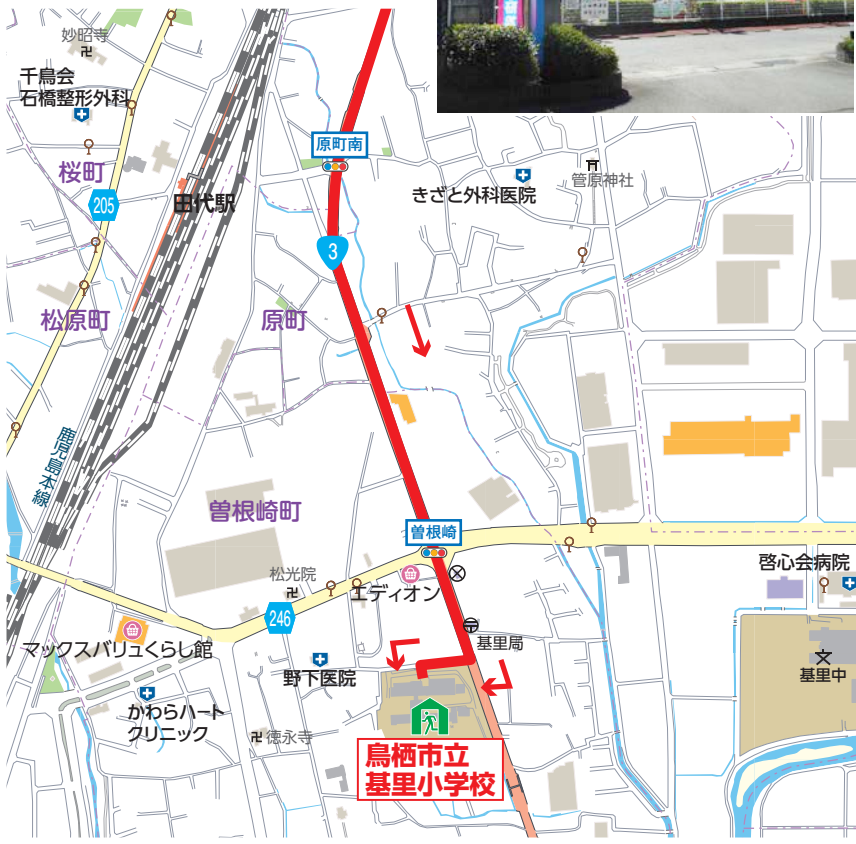 妙昭寺
千鳥会
石橋整形外科
原町南
桜町
きざと外科医院
管原神社
205
田代駅
3
松原町
原町
鹿児島本線
曽根崎町
曽根崎
松光院
エディオン
啓心会病院
246
マックスバリュくらし館
基里局
野下医院
基里中
かわらハート
クリニック
徳永寺
鳥栖市立
基里小学校